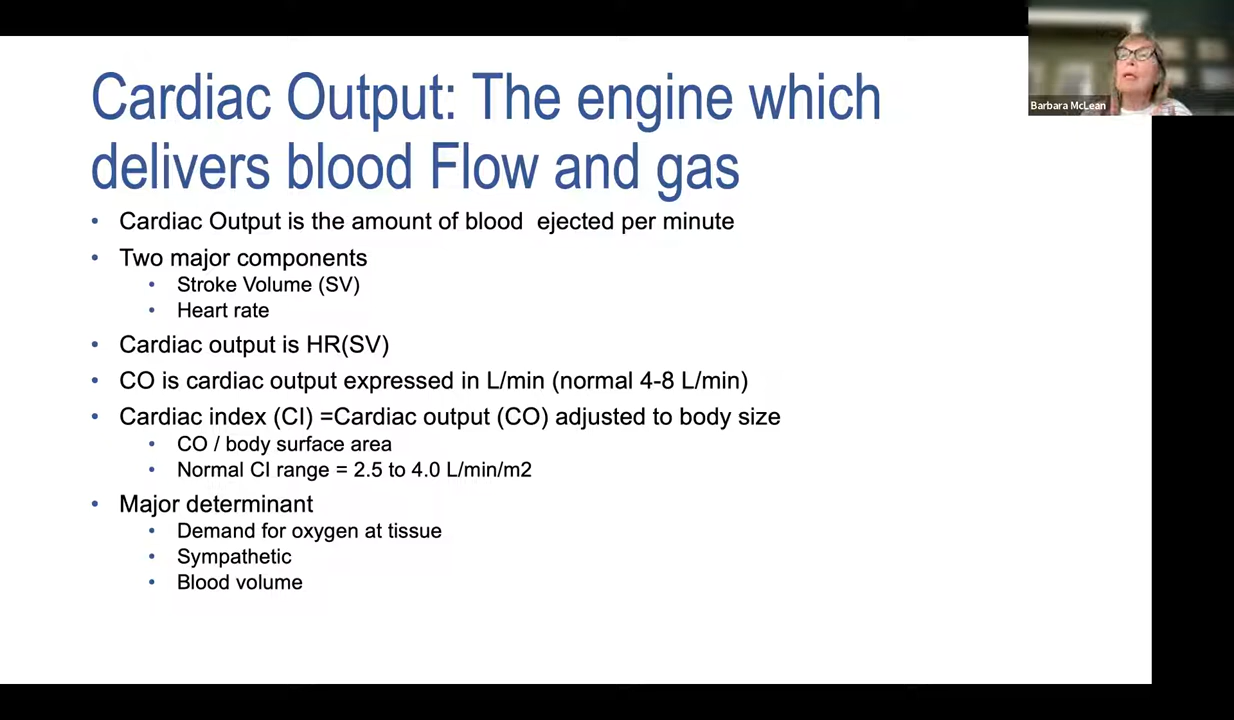 Cardiac Output: The engine which
delivers blood Flow and gas
Barbara McLean
• Cardiac Output is the amount of blood ejected per minute
• Two major components
• Stroke Volume (SV)
• Heart rate
• Cardiac output is HR(SV)
• CO is cardiac output expressed in L/min (normal 4-8 L/min)
• Cardiac index (CI) =Cardiac output (CO) adjusted to body size
• CO / body surface area
• Normal CI range = 2.5 to 4.0 L/min/m2
• Major determinant
• Demand for oxygen at tissue
• Sympathetic
• Blood volume